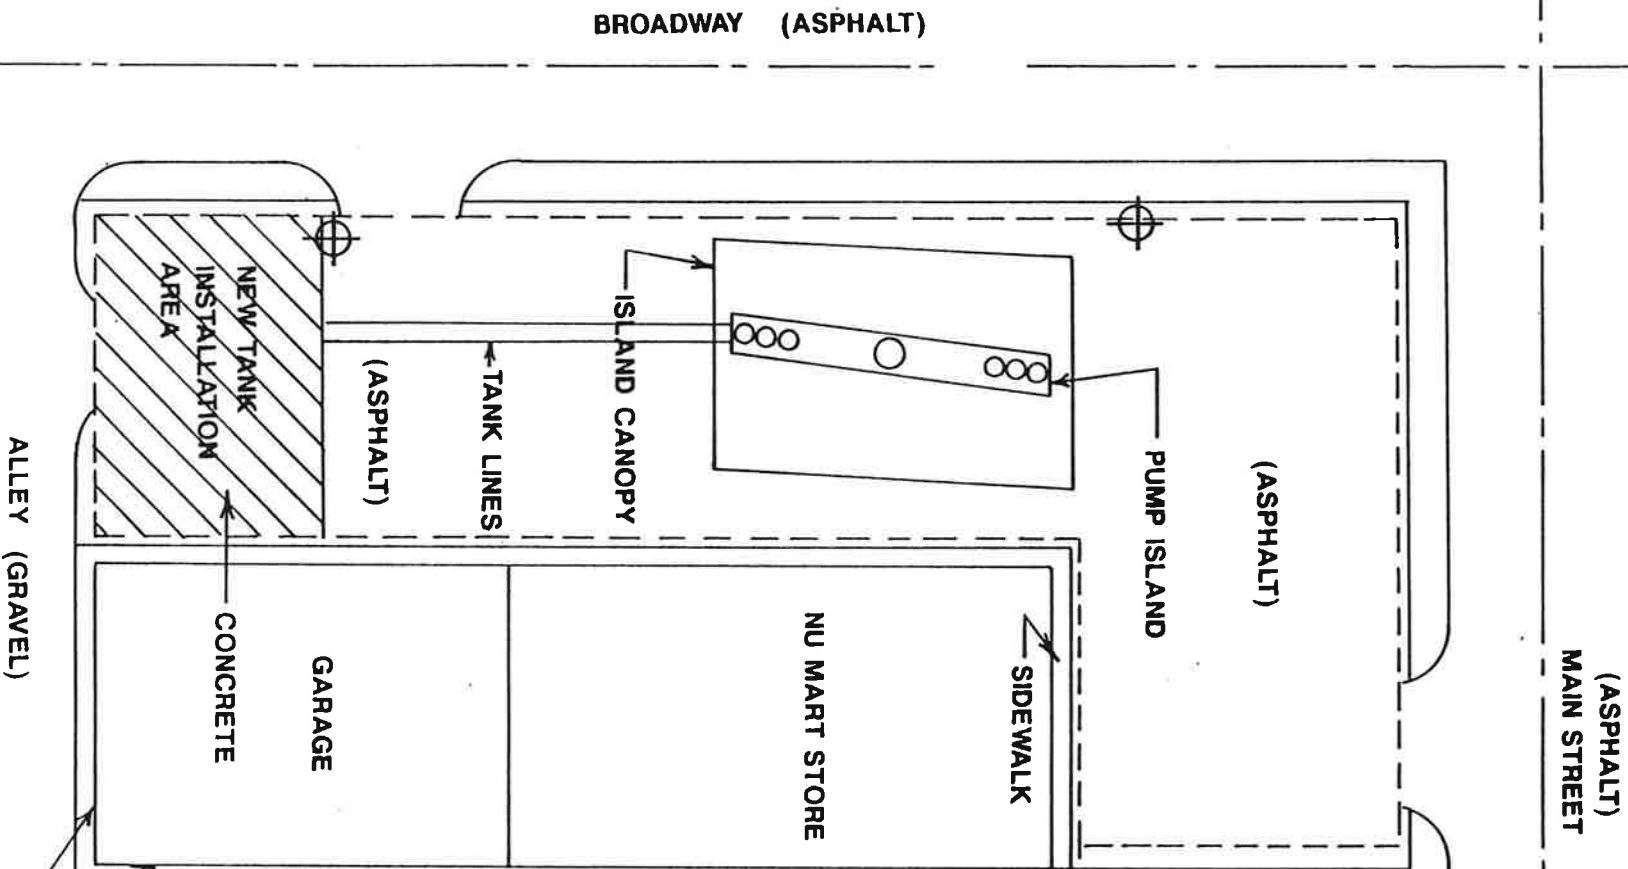 BROADWAY (ASPHALT)
(ASPHALT)
MAIN STREET
(ASPHALT)
PUMP ISLAND
ISLAND CANOPY
TANK LINES
(ASPHALT)
NEW TANK
INSTALLATION
AREA
SIDEWALK
NU MART STORE
GARAGE
CONCRETE
ALLEY (GRAVEL)